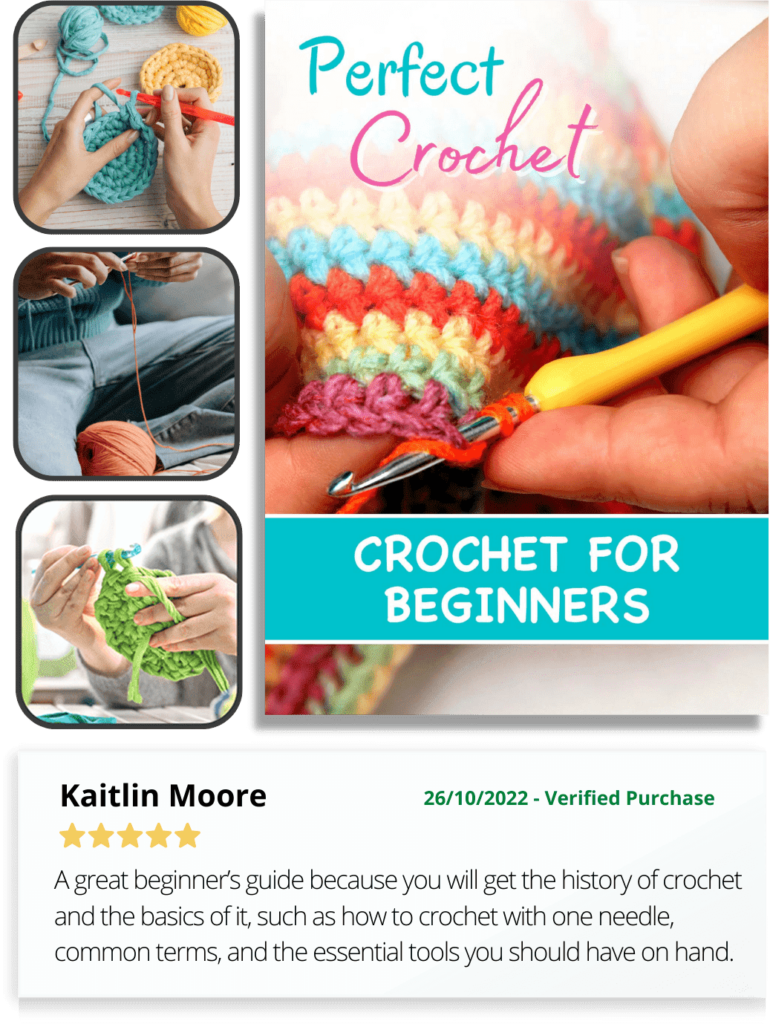 Perfect
Crochet
CROCHET FOR
BEGINNERS
Kaitlin Moore
26/10/2022 - Verified Purchase
A great beginner’s guide because you will get the history of crochet
and the basics of it, such as how to crochet with one needle,
common terms, and the essential tools you should have on hand.